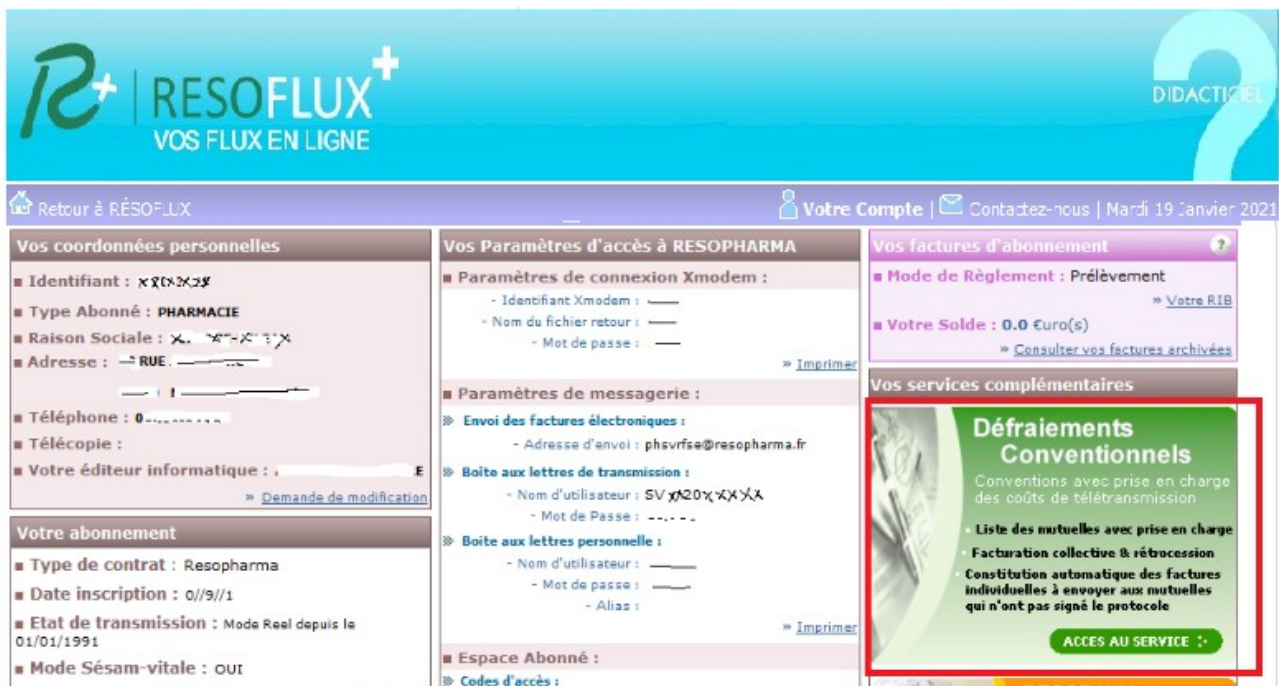 R+ | RESOFLUX+
VOS FLUX EN LIGNE
DIDACTICIEL
Retour à RÉSOFLUX
Votre Compte | Contactez-nous | Mardi 19 Janvier 2021
Vos coordonnées personnelles
Identifiant :
Type Abonné : PHARMACIE
Raison Sociale :
Adresse : RUE
Téléphone : 0
Télécopie :
Votre éditeur informatique : E
» Demande de modification
Votre abonnement
Type de contrat : Resopharma
Date inscription : 0//9//1
Etat de transmission : Mode Reel depuis le
01/01/1991
Mode Sésam-vitale : OUI
Vos Paramètres d'accès à RESOPHARMA
Paramètres de connexion Xmodem :
- Identifiant Xmodem :
- Nom du fichier retour :
- Mot de passe :
» Imprimer
Paramètres de messagerie :
» Envoi des factures électroniques :
- Adresse d'envoi : phsvrfse@resopharma.fr
» Boîte aux lettres de transmission :
- Nom d'utilisateur :
- Mot de Passe :
» Boite aux lettres personnelle :
- Nom d'utilisateur :
- Mot de passe :
- Alias :
» Imprimer
Espace Abonné :
» Codes d'accès :
Vos factures d'abonnement ?
Mode de Règlement : Prélèvement
» Votre RIB
Votre Solde : 0.0 €uro(s)
» Consulter vos factures archivées
Vos services complémentaires
Défraiements
Conventionnels
Conventions avec prise en charge
des coûts de télétransmission
Liste des mutuelles avec prise en charge
Facturation collective & rétrocession
Constitution automatique des factures
individuelles à envoyer aux mutuelles
qui n'ont pas signé le protocole
ACCES AU SERVICE